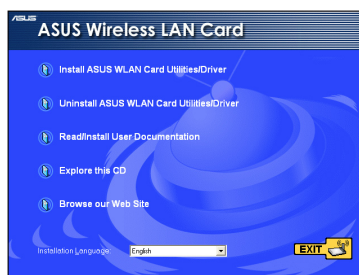 ASUS
ASUS Wireless LAN Card
Install ASUS WLAN Card Utilities/Driver
Uninstall ASUS WLAN Card Utilities/Driver
Read/Install User Documentation
Explore this CD
Browse our Web Site
Installation Language: English
EXIT